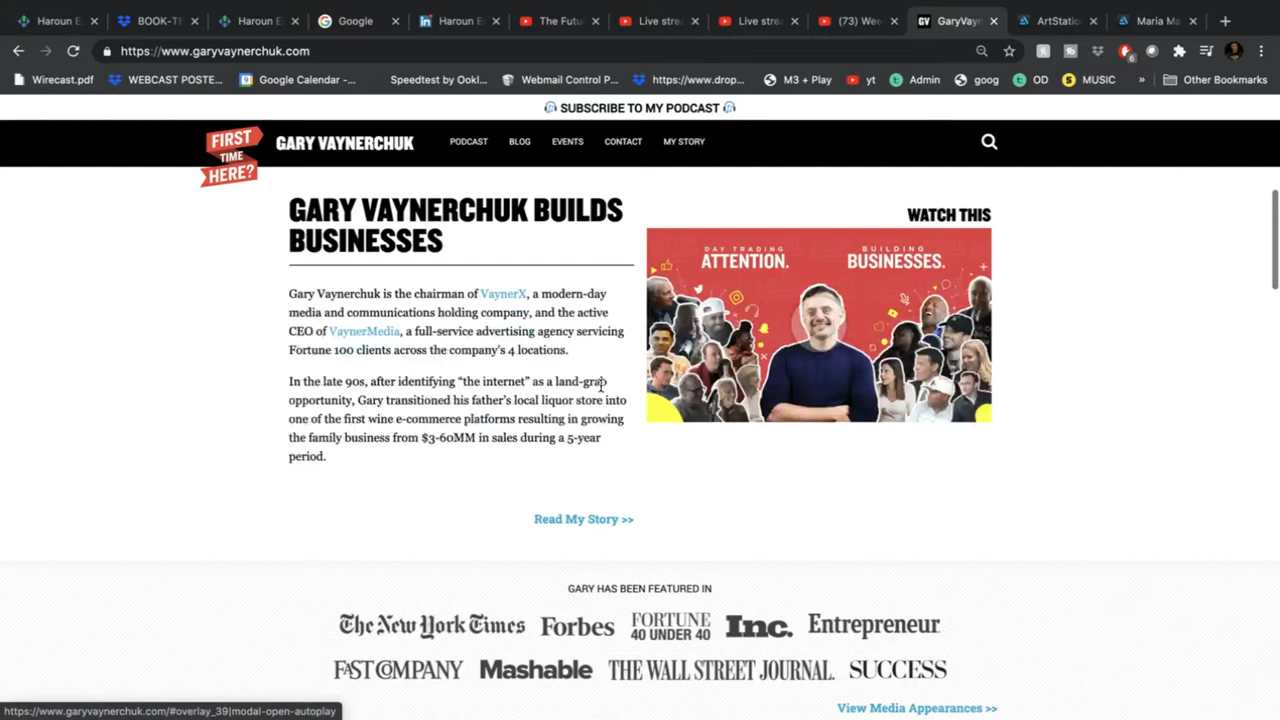 Haroun E
BOOK-TE
Haroun E
Google
Haroun E
The Futu
Live stre
Live stre
(73) Wee
GaryVay
ArtStation
Maria Ma
https://www.garyvaynerchuk.com
6
Wirecast.pdf
WEBCAST POSTE...
Google Calendar -...
Speedtest by Ookl...
Webmail Control P...
https://www.drop...
M3 + Play
yt
Admin
goog
OD
MUSIC
»
Other Bookmarks
SUBSCRIBE TO MY PODCAST
FIRST
TIME
HERE?
GARY VAYNERCHUK
PODCAST
BLOG
EVENTS
CONTACT
MY STORY
GARY VAYNERCHUK BUILDS
BUSINESSES
WATCH THIS
DAY TRADING
ATTENTION.
BUILDING
BUSINESSES.
Gary Vaynerchuk is the chairman of VaynerX, a modern-day
media and communications holding company, and the active
CEO of VaynerMedia, a full-service advertising agency servicing
Fortune 100 clients across the company's 4 locations.
In the late 90s, after identifying “the internet” as a land-grap
opportunity, Gary transitioned his father's local liquor store into
one of the first wine e-commerce platforms resulting in growing
the family business from $3-60MM in sales during a 5-year
period.
Read My Story >>
GARY HAS BEEN FEATURED IN
The New York Times
Forbes
FORTUNE
40 UNDER 40
Inc.
Entrepreneur
FAST COMPANY
Mashable
THE WALL STREET JOURNAL.
SUCCESS
View Media Appearances >>
https://www.garyvaynerchuk.com/#overlay_39|modal-open-autoplay